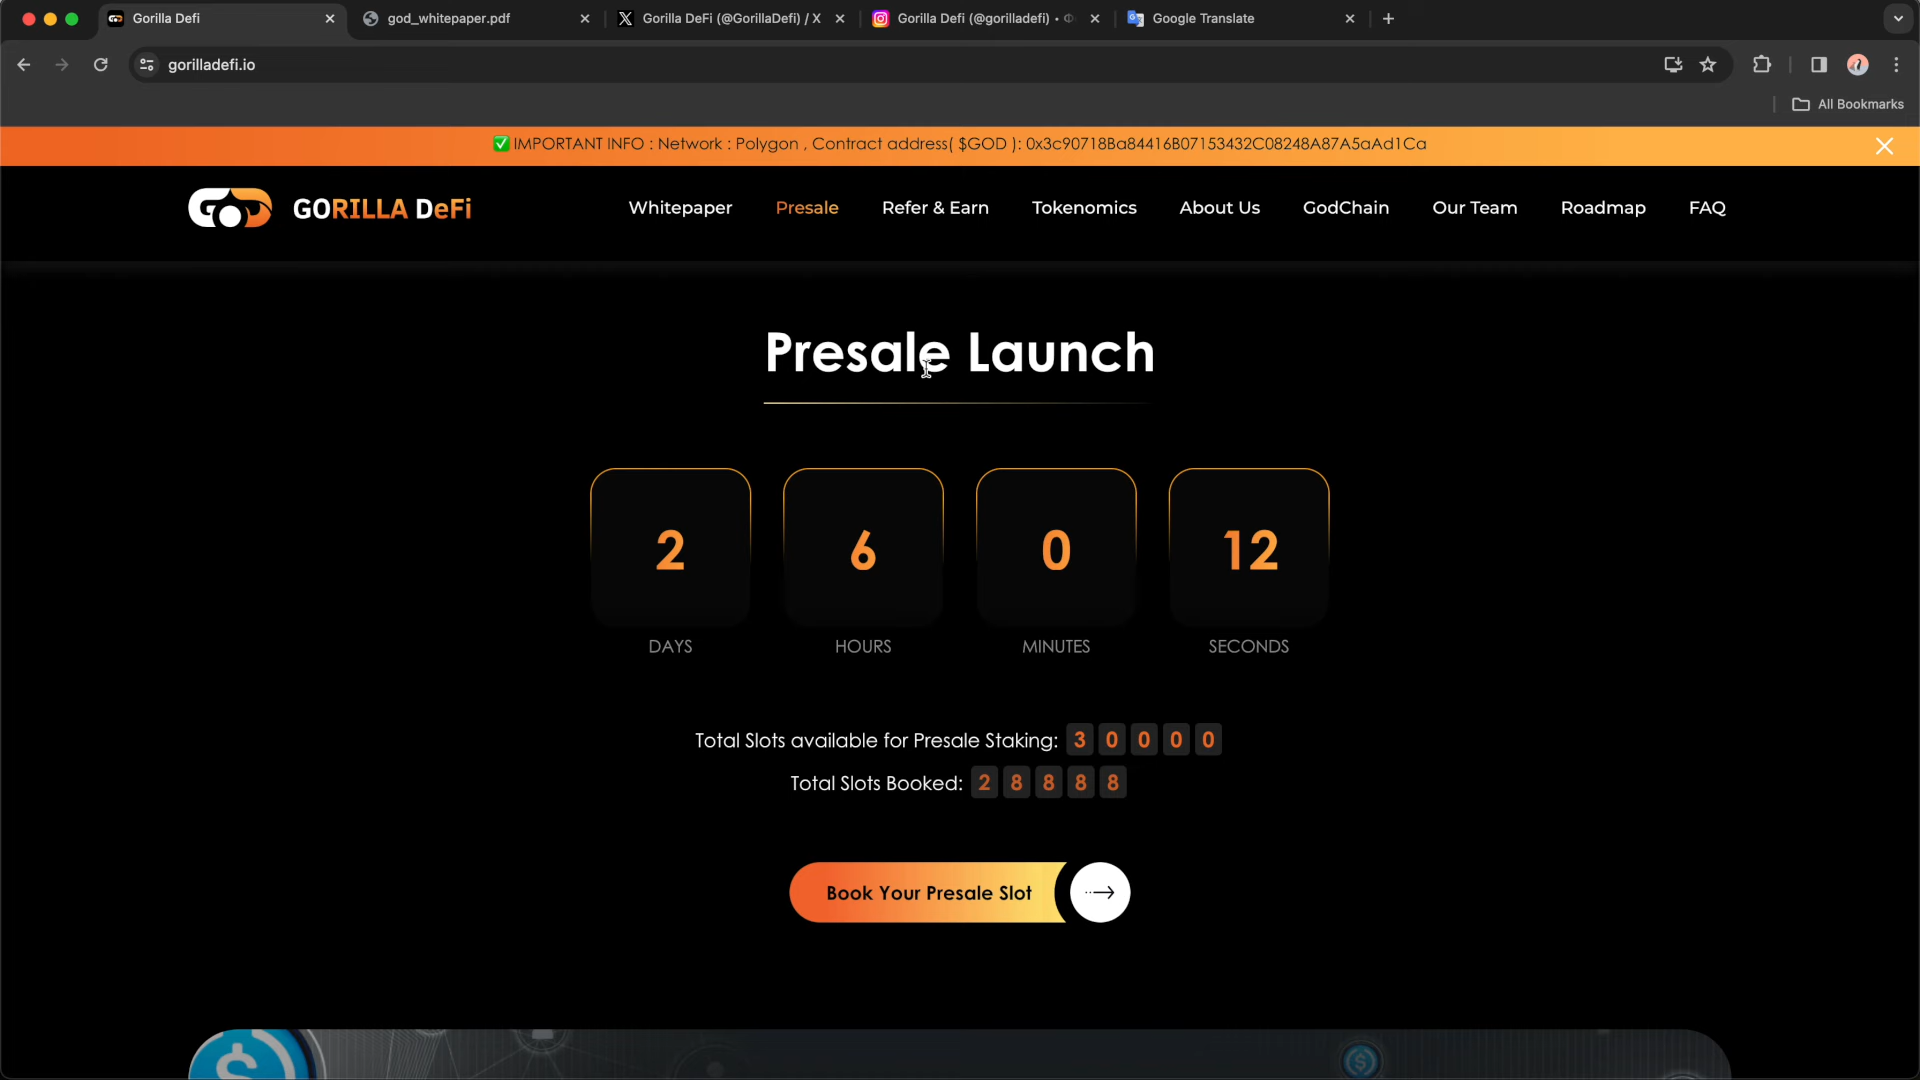 Gorilla Defi
god_whitepaper.pdf
Gorilla DeFi (@GorillaDefi) / X
Gorilla Defi (@gorilladefi) •
Google Translate
gorilladefi.io
All Bookmarks
✅ IMPORTANT INFO : Network : Polygon , Contract address( $GOD ): 0x3c90718Ba84416B07153432C08248A87A5aAd1Ca
GORILLA DeFi
Whitepaper
Presale
Refer & Earn
Tokenomics
About Us
GodChain
Our Team
Roadmap
FAQ
Presale Launch
2
6
0
12
DAYS
HOURS
MINUTES
SECONDS
Total Slots available for Presale Staking: 3 0 0 0 0
Total Slots Booked: 2 8 8 8 8
Book Your Presale Slot